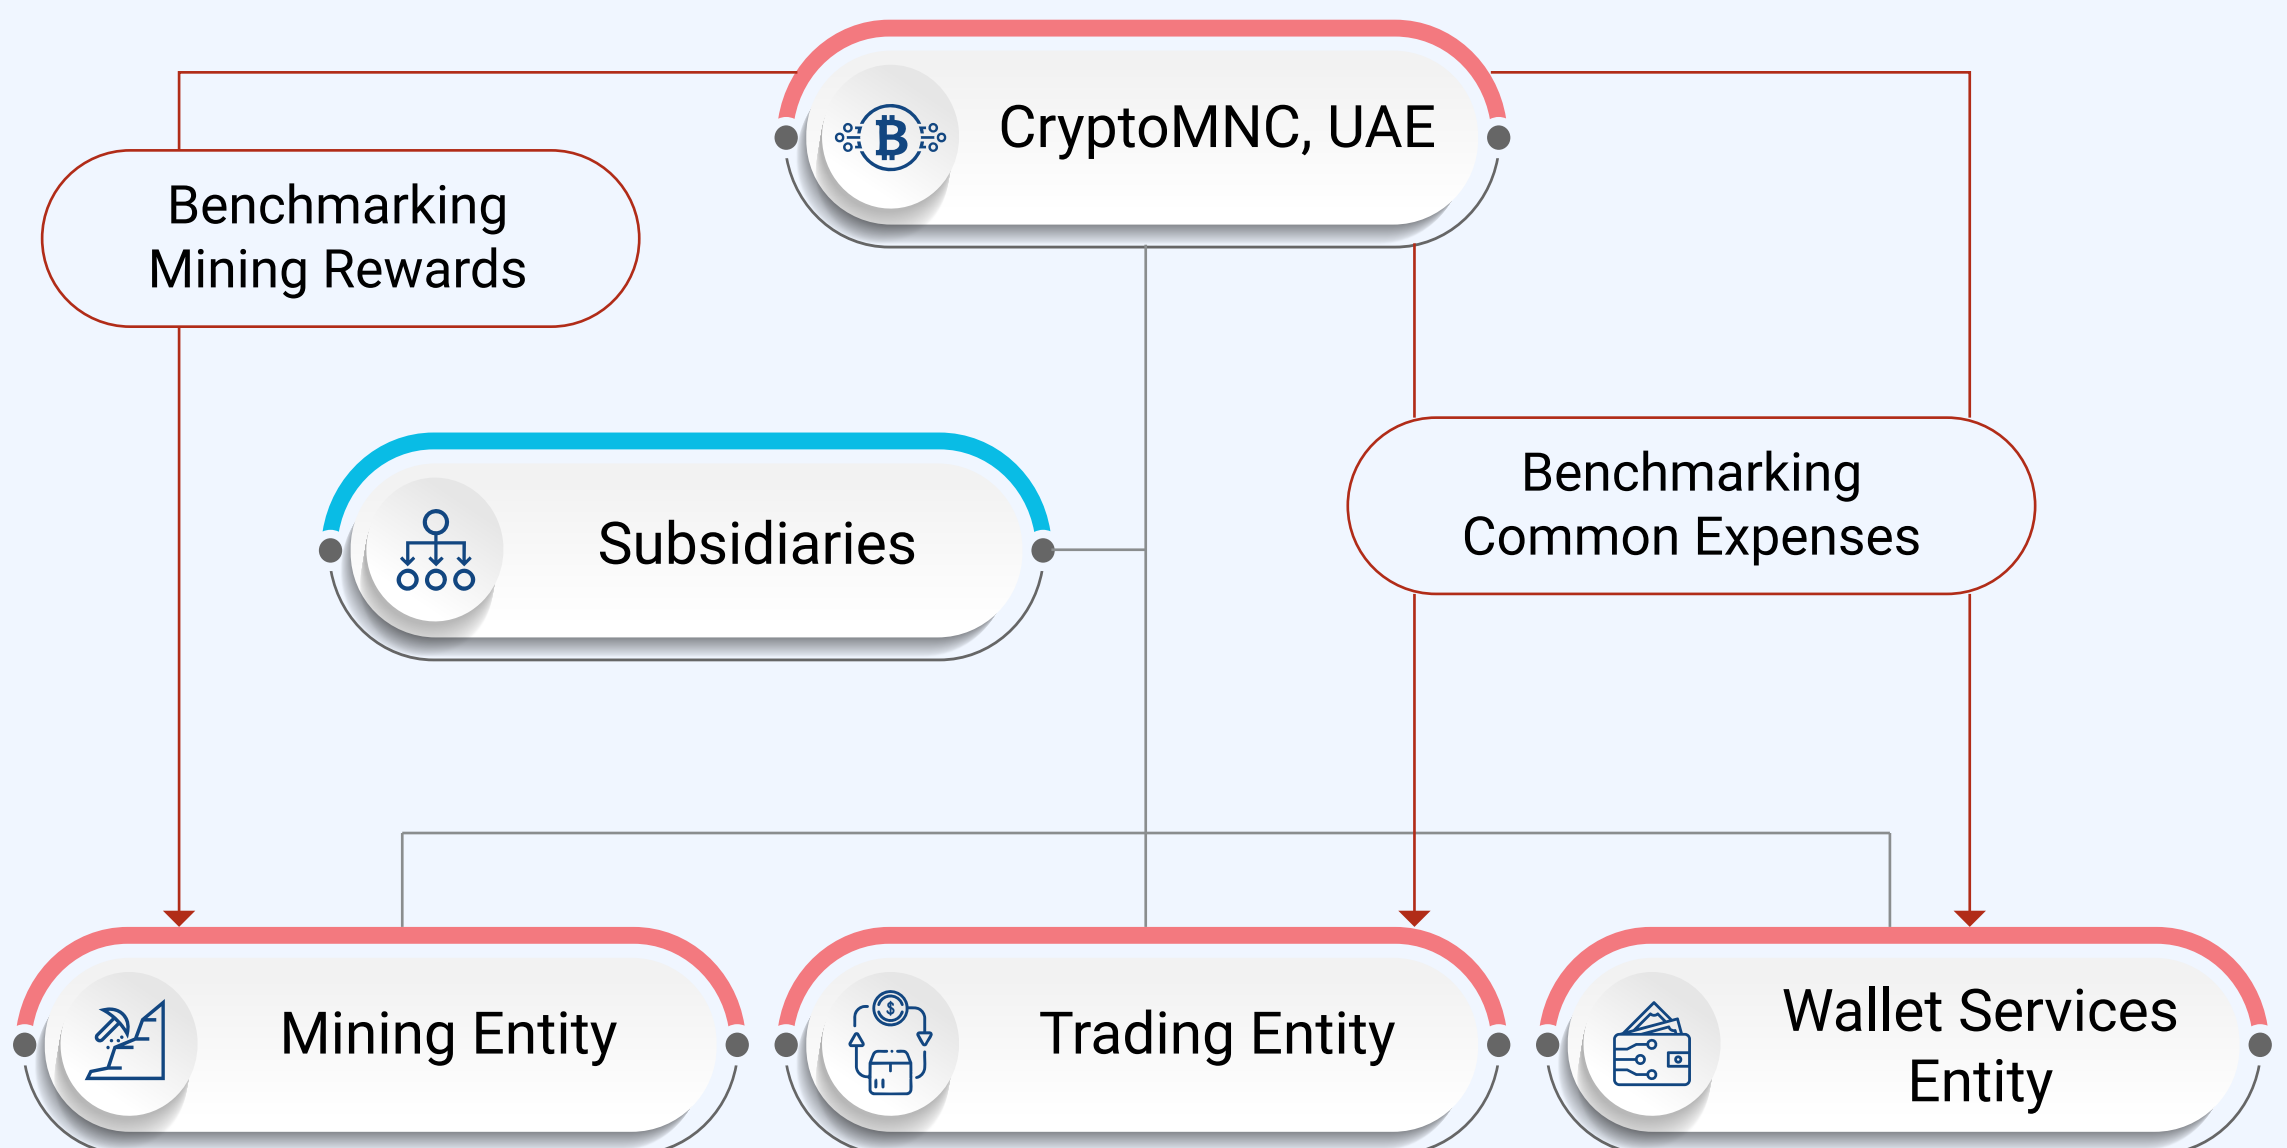 CryptoMNC, UAE
Benchmarking
Mining Rewards
Subsidiaries
Benchmarking
Common Expenses
Mining Entity
Trading Entity
Wallet Services
Entity